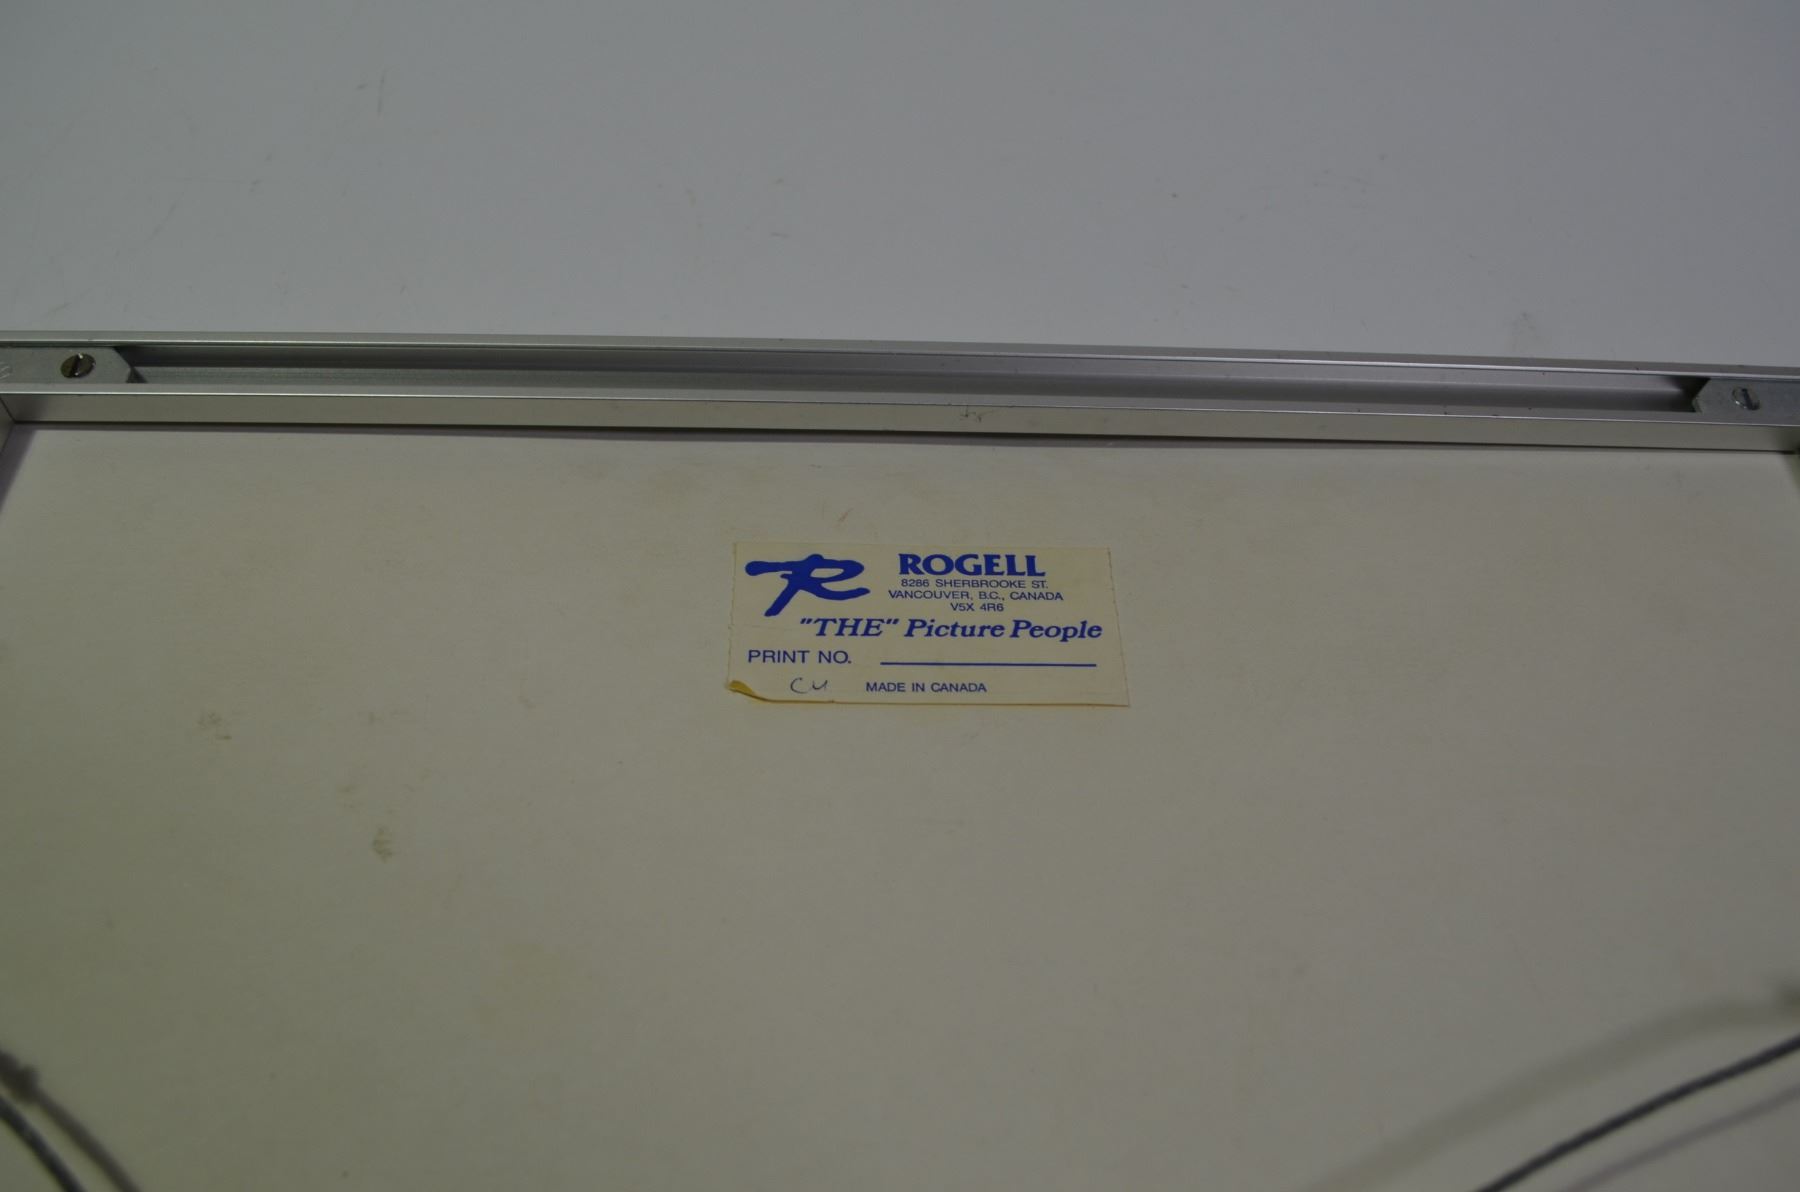 R ROGELL
8286 SHERBROOKE ST.
VANCOUVER, B.C., CANADA
V5X 4R6
"THE" Picture People
PRINT NO.
MADE IN CANADA